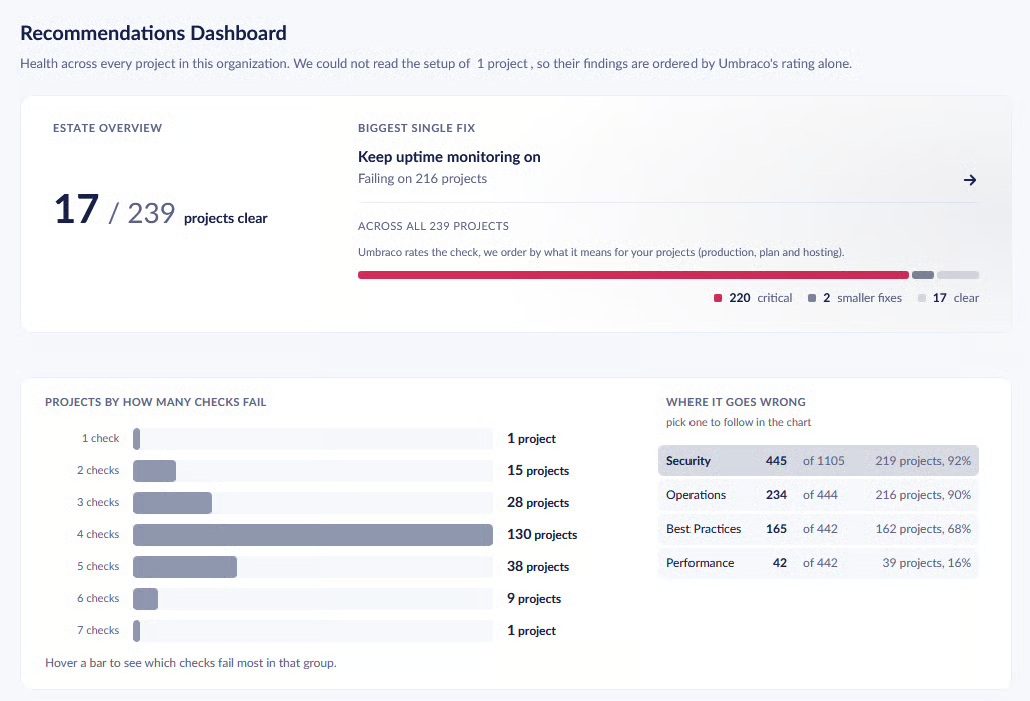 Recommendations Dashboard
Health across every project in this organization. We could not read the setup of 1 project , so their findings are ordered by Umbraco's rating alone.
ESTATE OVERVIEW
17 / 239 projects clear
BIGGEST SINGLE FIX
Keep uptime monitoring on
Failing on 216 projects
ACROSS ALL 239 PROJECTS
Umbraco rates the check, we order by what it means for your projects (production, plan and hosting).
220 critical 2 smaller fixes 17 clear
PROJECTS BY HOW MANY CHECKS FAIL
1 check 1 project
2 checks 15 projects
3 checks 28 projects
4 checks 130 projects
5 checks 38 projects
6 checks 9 projects
7 checks 1 project
Hover a bar to see which checks fail most in that group.
WHERE IT GOES WRONG
pick one to follow in the chart
Security 445 of 1105 219 projects, 92%
Operations 234 of 444 216 projects, 90%
Best Practices 165 of 442 162 projects, 68%
Performance 42 of 442 39 projects, 16%